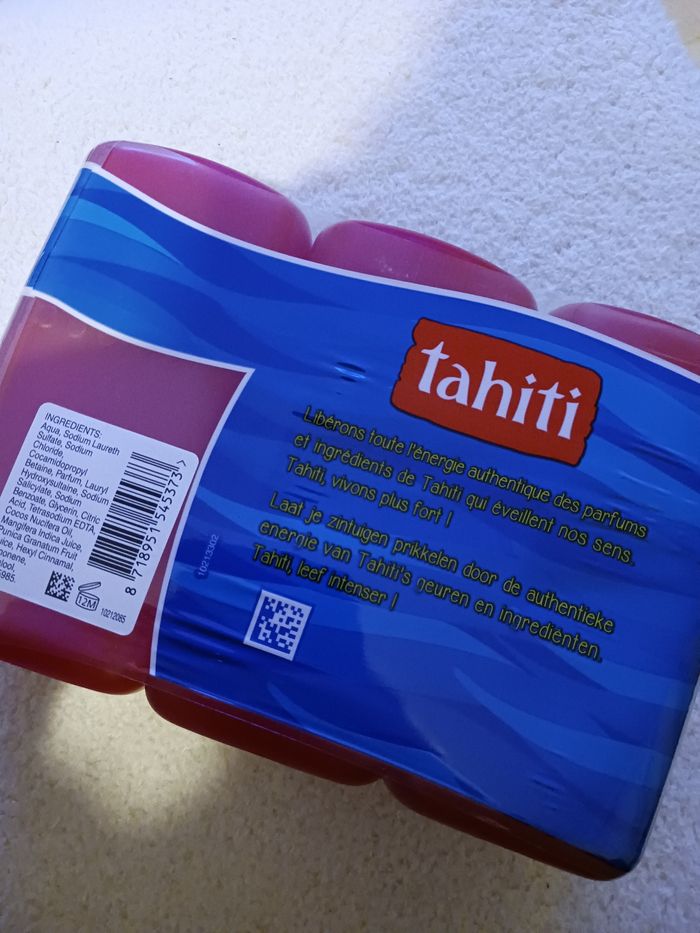 INGREDIENTS:
Aqua, Sodium Laureth
Sulfate, Sodium
Chloride,
Cocamidopropyl
Betaine, Parfum, Lauryl
Hydroxysultaine, Sodium
Salicylate, Sodium
Benzoate, Glycerin, Citric
Acid, Tetrasodium EDTA,
Cocos Nucifera Oil,
Mangifera Indica Juice,
Punica Granatum Fruit
Hexyl Cinnamal,
8 718951 545373 >
12M
10212085
10213302
tahiti
Libérons toute l'énergie authentique des parfums
et ingrédients de Tahiti qui éveillent nos sens.
Tahiti, vivons plus fort !
Laat je zintuigen prikkelen door de authentieke
energie van Tahiti's geuren en ingrediënten.
Tahiti, leef intenser !